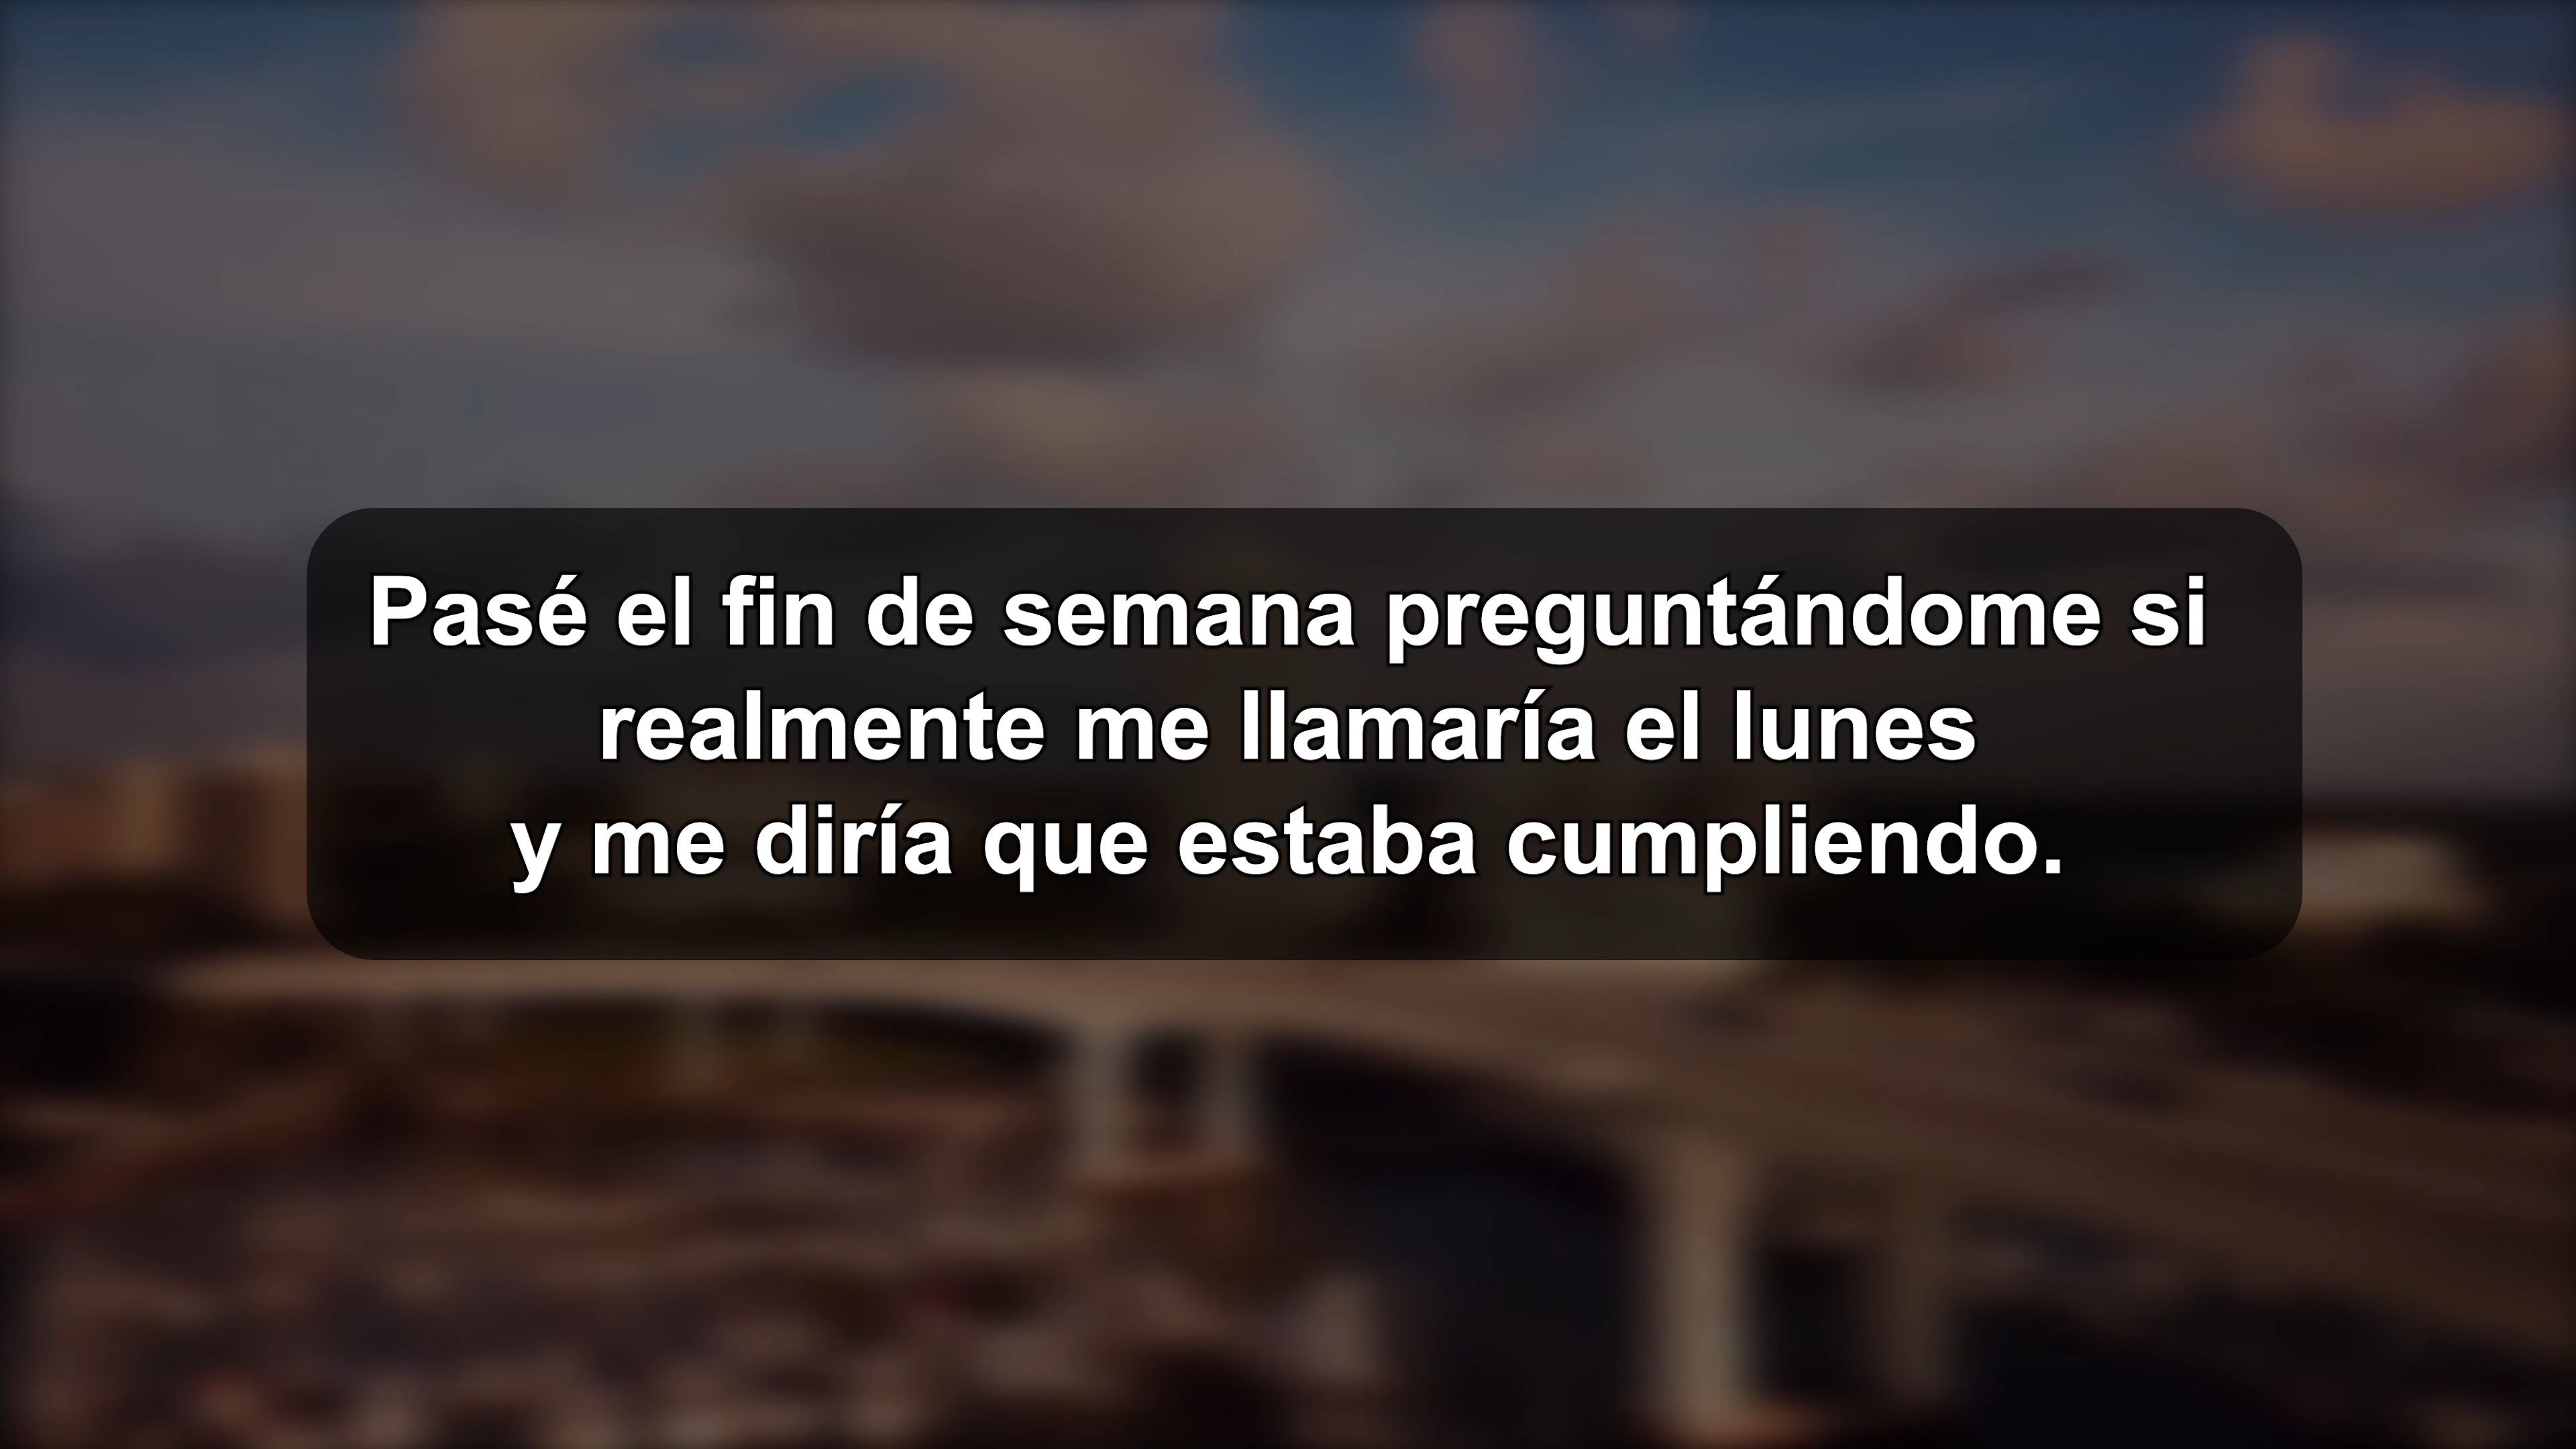 Pasé el fin de semana preguntándome si
realmente me llamaría el lunes
y me diría que estaba cumpliendo.